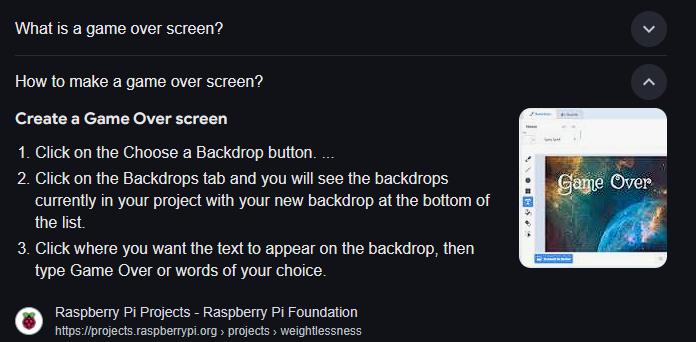 What is a game over screen?
How to make a game over screen?
Create a Game Over screen
1. Click on the Choose a Backdrop button. ...
2. Click on the Backdrops tab and you will see the backdrops
currently in your project with your new backdrop at the bottom of
the list.
3. Click where you want the text to appear on the backdrop, then
type Game Over or words of your choice.
Game Over
Raspberry Pi Projects - Raspberry Pi Foundation
https://projects.raspberrypi.org › projects › weightlessness